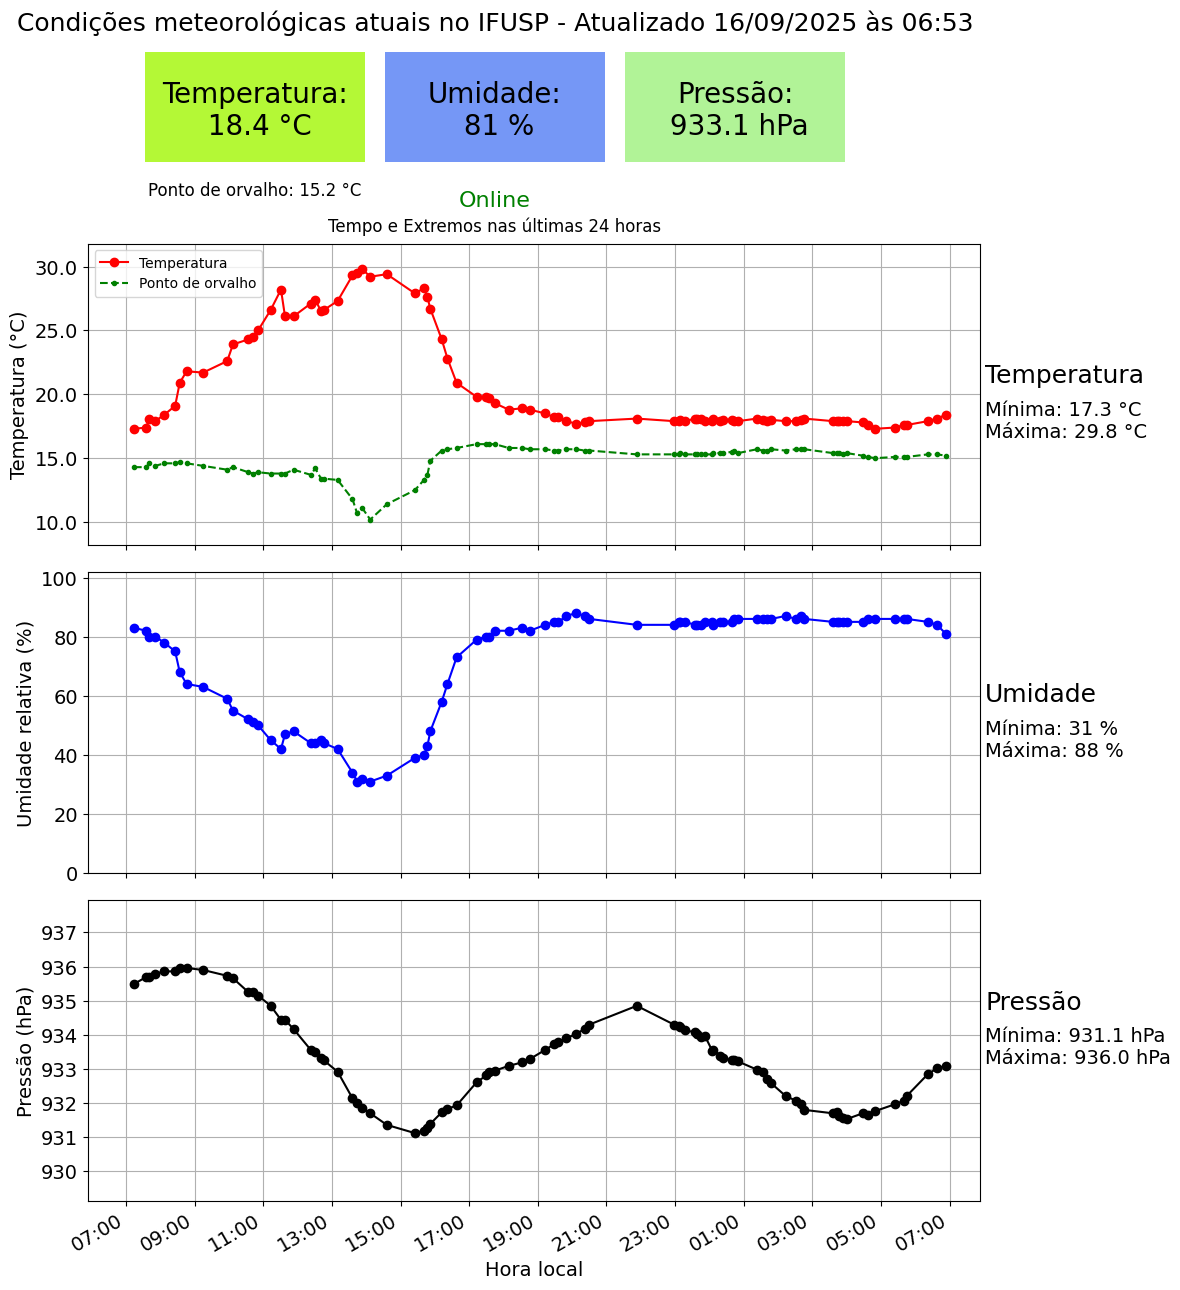 Condições meteorológicas atuais no IFUSP - Atualizado 16/09/2025 às 06:53
Temperatura:
18.4 °C
Umidade:
81 %
Pressão:
933.1 hPa
Ponto de orvalho: 15.2 °C
Online
Tempo e Extremos nas últimas 24 horas
Temperatura
Ponto de orvalho
Temperatura (°C)
30.0
25.0
20.0
15.0
10.0
Temperatura
Mínima: 17.3 °C
Máxima: 29.8 °C
Umidade relativa (%)
100
80
60
40
20
0
Umidade
Mínima: 31 %
Máxima: 88 %
Pressão (hPa)
937
936
935
934
933
932
931
930
Pressão
Mínima: 931.1 hPa
Máxima: 936.0 hPa
07:00
09:00
11:00
13:00
15:00
17:00
19:00
21:00
23:00
01:00
03:00
05:00
07:00
Hora local